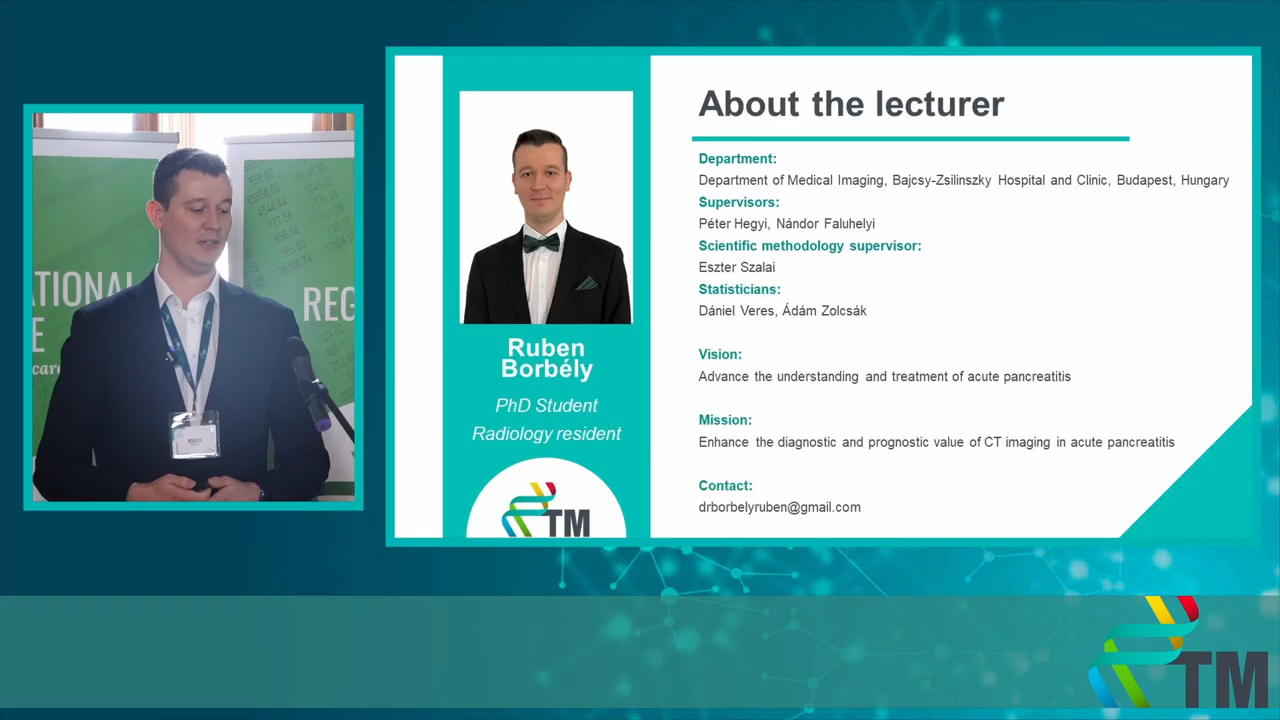 About the lecturer
Department:
Department of Medical Imaging, Bajcsy-Zsilinszky Hospital and Clinic, Budapest, Hungary
Supervisors:
Péter Hegyi, Nándor Faluhelyi
Scientific methodology supervisor:
Eszter Szalai
Statisticians:
Dániel Veres, Ádám Zolcsák
Vision:
Advance the understanding and treatment of acute pancreatitis
Mission:
Enhance the diagnostic and prognostic value of CT imaging in acute pancreatitis
Contact:
drborbelyruben@gmail.com
Ruben
Borbély
PhD Student
Radiology resident
TM
ATIONAL
E
care
REG
TM